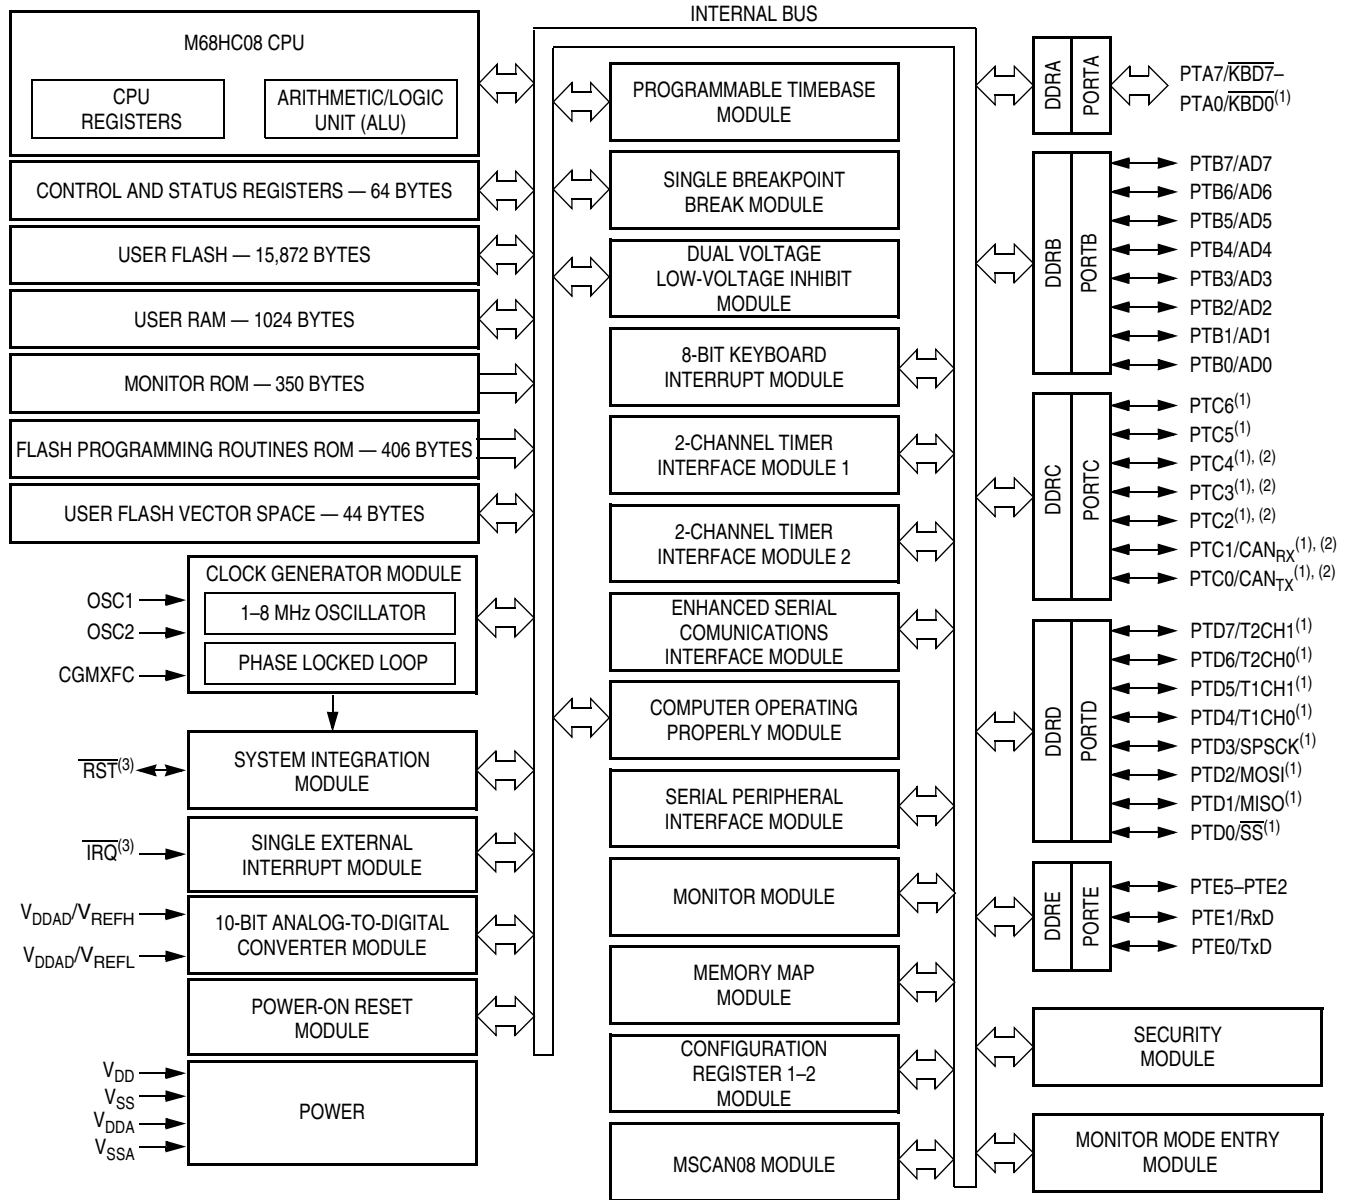 INTERNAL BUS
M68HC08 CPU
CPU
REGISTERS
ARITHMETIC/LOGIC
UNIT (ALU)
CONTROL AND STATUS REGISTERS — 64 BYTES
USER FLASH — 15,872 BYTES
USER RAM — 1024 BYTES
MONITOR ROM — 350 BYTES
FLASH PROGRAMMING ROUTINES ROM — 406 BYTES
USER FLASH VECTOR SPACE — 44 BYTES
CLOCK GENERATOR MODULE
1–8 MHz OSCILLATOR
PHASE LOCKED LOOP
OSC1
OSC2
CGMXFC
SYSTEM INTEGRATION
MODULE
RST(3)
SINGLE EXTERNAL
INTERRUPT MODULE
IRQ(3)
10-BIT ANALOG-TO-DIGITAL
CONVERTER MODULE
VDDAD/VREFH
VDDAD/VREFL
POWER-ON RESET
MODULE
POWER
VDD
VSS
VDDA
VSSA
PROGRAMMABLE TIMEBASE
MODULE
SINGLE BREAKPOINT
BREAK MODULE
DUAL VOLTAGE
LOW-VOLTAGE INHIBIT
MODULE
8-BIT KEYBOARD
INTERRUPT MODULE
2-CHANNEL TIMER
INTERFACE MODULE 1
2-CHANNEL TIMER
INTERFACE MODULE 2
ENHANCED SERIAL
COMUNICATIONS
INTERFACE MODULE
COMPUTER OPERATING
PROPERLY MODULE
SERIAL PERIPHERAL
INTERFACE MODULE
MONITOR MODULE
MEMORY MAP
MODULE
CONFIGURATION
REGISTER 1–2
MODULE
MSCAN08 MODULE
DDRA
PORTA
PTA7/KBD7–
PTA0/KBD0(1)
DDRB
PORTB
PTB7/AD7
PTB6/AD6
PTB5/AD5
PTB4/AD4
PTB3/AD3
PTB2/AD2
PTB1/AD1
PTB0/AD0
DDRC
PORTC
PTC6(1)
PTC5(1)
PTC4(1), (2)
PTC3(1), (2)
PTC2(1), (2)
PTC1/CANRX(1), (2)
PTC0/CANTX(1), (2)
DDRD
PORTD
PTD7/T2CH1(1)
PTD6/T2CH0(1)
PTD5/T1CH1(1)
PTD4/T1CH0(1)
PTD3/SPSCK(1)
PTD2/MOSI(1)
PTD1/MISO(1)
PTD0/SS(1)
DDRE
PORTE
PTE5–PTE2
PTE1/RxD
PTE0/TxD
SECURITY
MODULE
MONITOR MODE ENTRY
MODULE